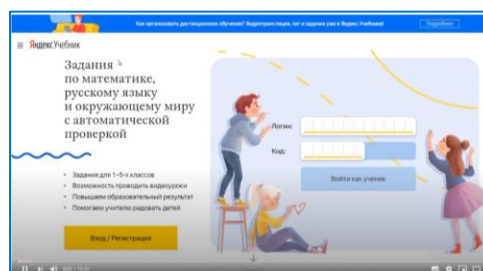 Как организовать дистанционное обучение? Видеотрансляция, чат и задания уже в Яндекс.Учебнике!
Подробнее
Яндекс Учебник
Задания
по математике,
русскому языку
и окружающему миру
с автоматической
проверкой
• Задания для 1–5-х классов
• Возможность проводить видеоуроки
• Повышаем образовательный результат
• Помогаем учителю радовать детей
Вход / Регистрация
Логин:
Код:
Войти как ученик